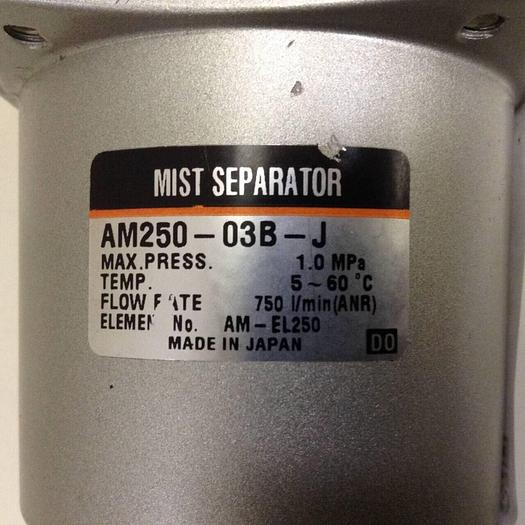 MIST SEPARATOR
AM250-03B-J
MAX.PRESS. 1.0 MPa
TEMP. 5~60 °C
FLOW RATE 750 l/min(ANR)
ELEMENT No. AM-EL250
MADE IN JAPAN DO